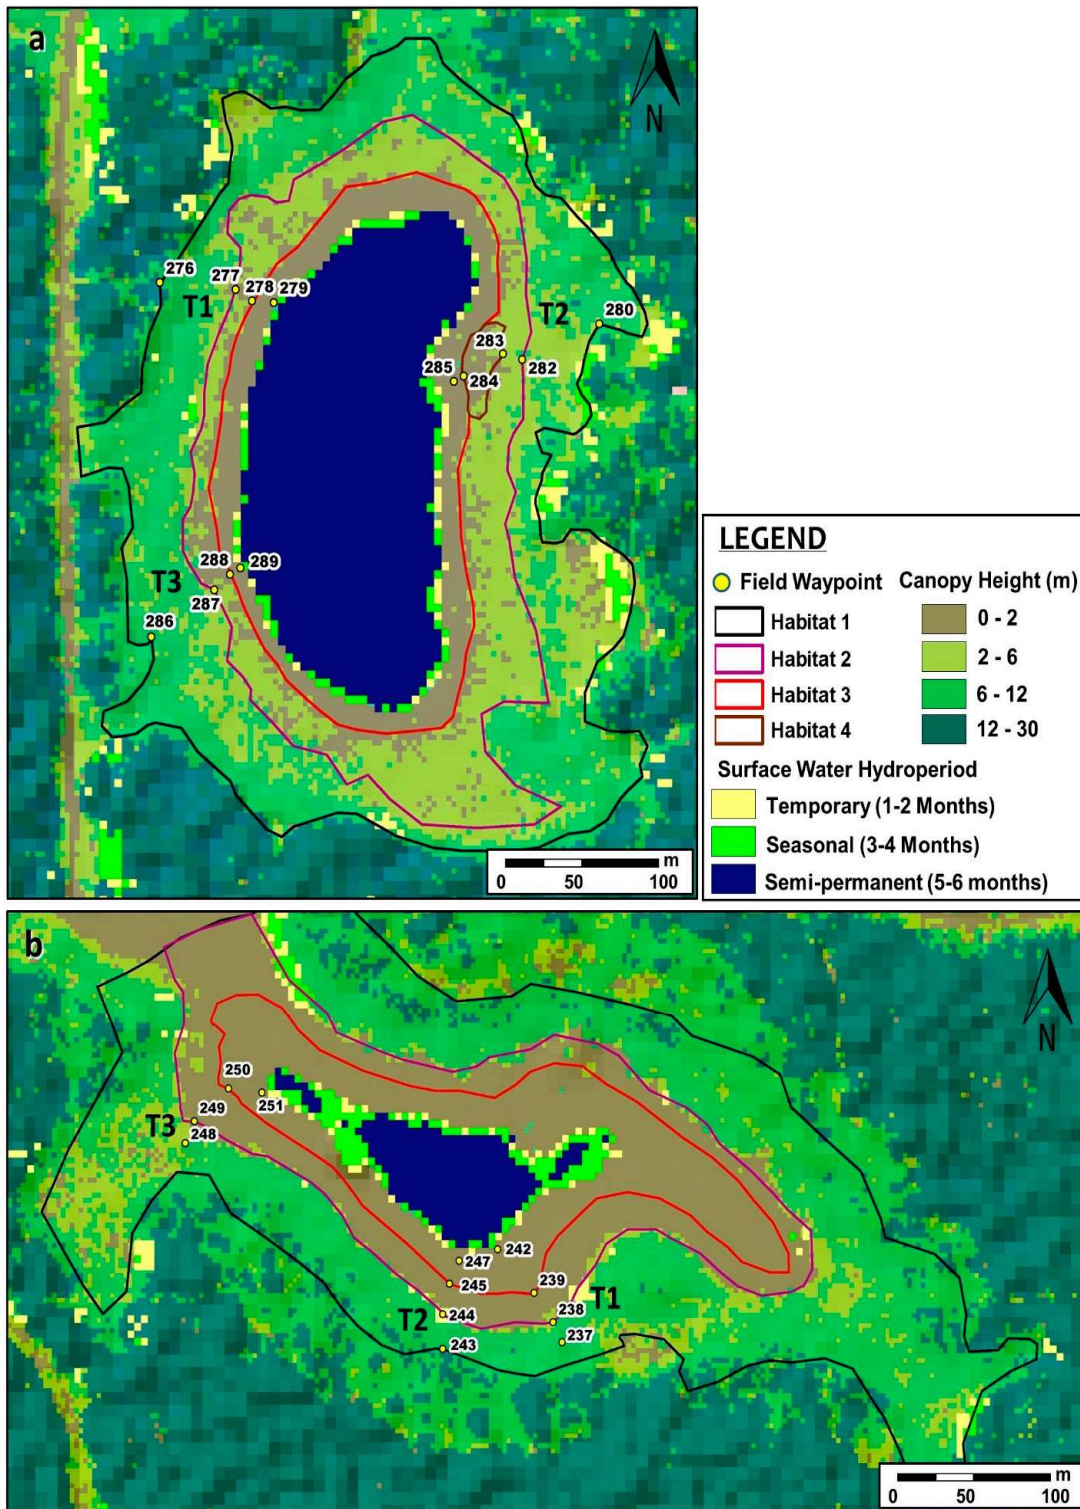 a
N
276
277
278
279
T1
T2
280
283
282
285
284
288
289
T3
287
286
m
0 50 100
LEGEND
Field Waypoint
Canopy Height (m)
Habitat 1
0 - 2
Habitat 2
2 - 6
Habitat 3
6 - 12
Habitat 4
12 - 30
Surface Water Hydroperiod
Temporary (1-2 Months)
Seasonal (3-4 Months)
Semi-permanent (5-6 months)
b
N
250
251
249
T3
248
242
247
245
239
244
238
T1
T2
237
243
m
0 50 100